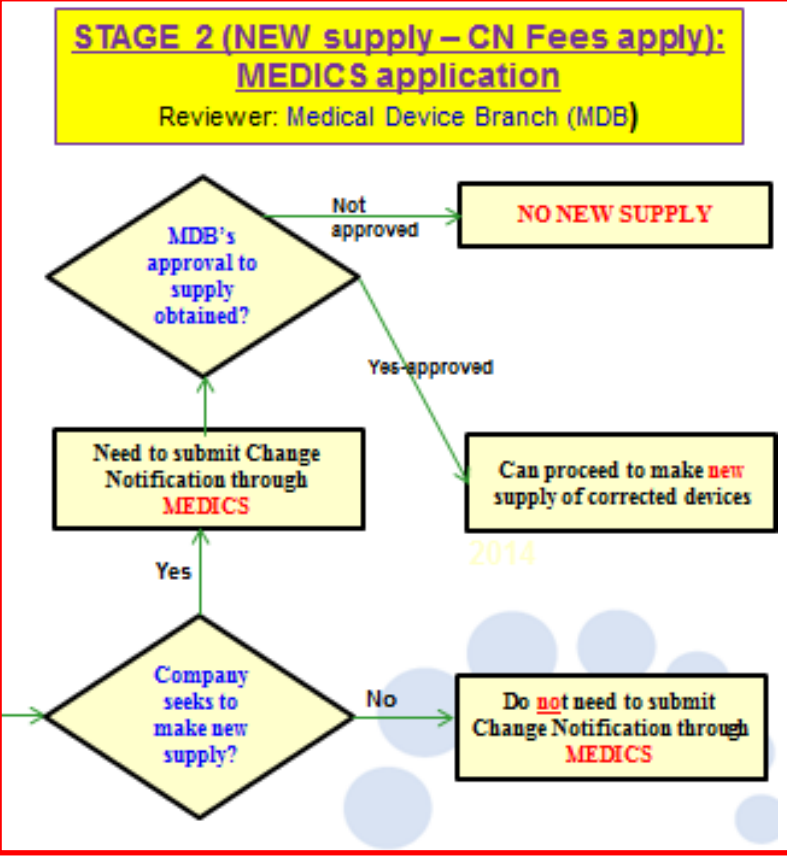 STAGE 2 (NEW supply – CN Fees apply):
MEDICS application
Reviewer: Medical Device Branch (MDB)
MDB's
approval to
supply
obtained?
Not
approved
NO NEW SUPPLY
Yes-approved
Need to submit Change
Notification through
MEDICS
Can proceed to make new
supply of corrected devices
2014
Yes
Company
seeks to
make new
supply?
No
Do not need to submit
Change Notification through
MEDICS